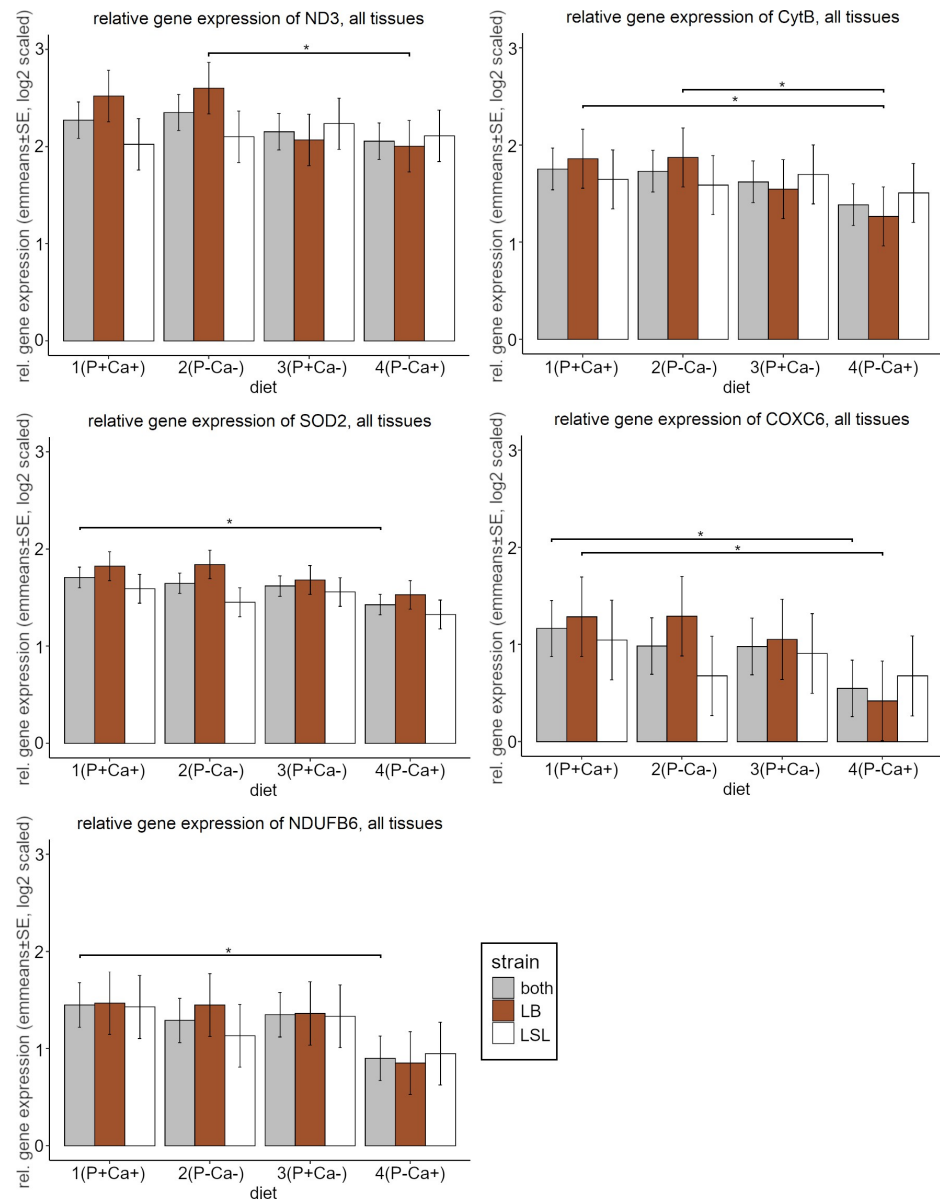 relative gene expression of ND3, all tissues
rel. gene expression (emmeans±SE, log2 scaled)
3
2
1
0
*
1(P+Ca+) 2(P-Ca-) 3(P+Ca-) 4(P-Ca+)
diet
relative gene expression of CytB, all tissues
rel. gene expression (emmeans±SE, log2 scaled)
3
2
1
0
*
*
1(P+Ca+) 2(P-Ca-) 3(P+Ca-) 4(P-Ca+)
diet
relative gene expression of SOD2, all tissues
rel. gene expression (emmeans±SE, log2 scaled)
3
2
1
0
*
1(P+Ca+) 2(P-Ca-) 3(P+Ca-) 4(P-Ca+)
diet
relative gene expression of COXC6, all tissues
rel. gene expression (emmeans±SE, log2 scaled)
3
2
1
0
*
*
1(P+Ca+) 2(P-Ca-) 3(P+Ca-) 4(P-Ca+)
diet
relative gene expression of NDUFB6, all tissues
rel. gene expression (emmeans±SE, log2 scaled)
3
2
1
0
*
1(P+Ca+) 2(P-Ca-) 3(P+Ca-) 4(P-Ca+)
diet
strain
both
LB
LSL